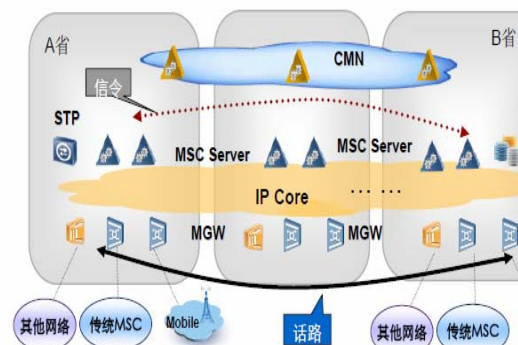 A省
B省
CMN
信令
STP
MSC Server
MSC Server
IP Core
... ...
MGW
MGW
其他网络
传统MSC
Mobile
话路
其他网络
传统MSC